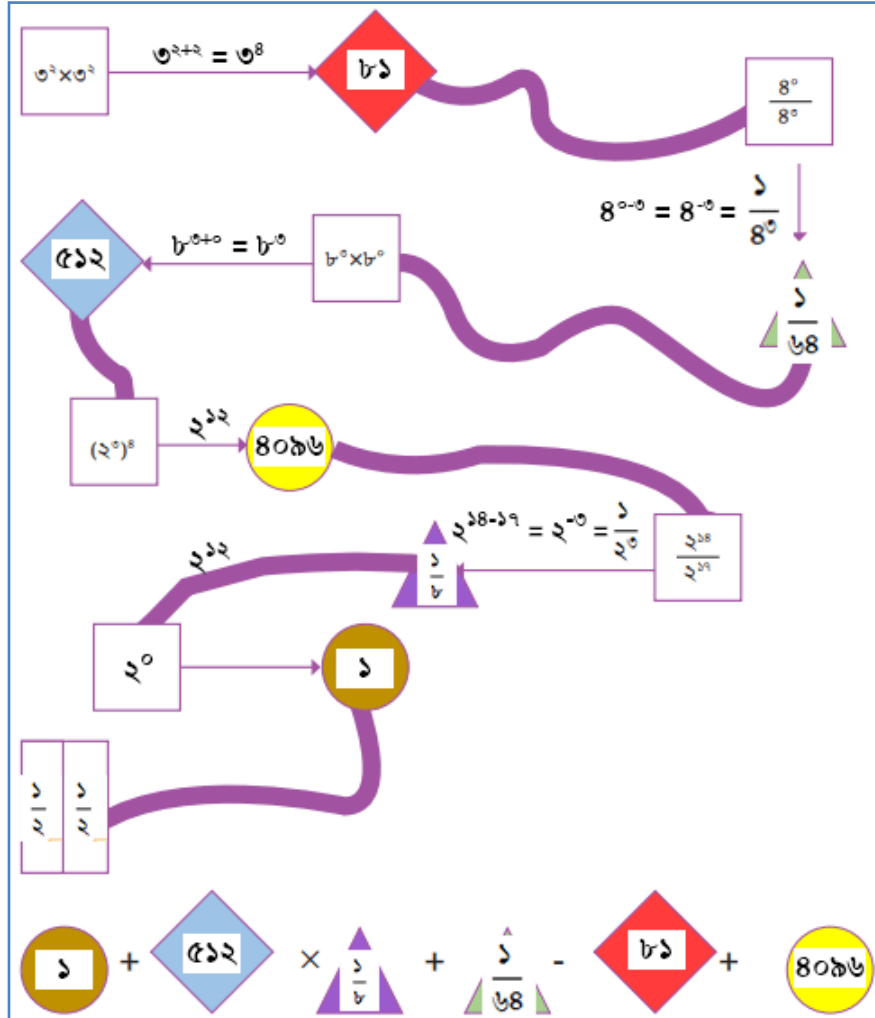 ৩²×৩² ৩²⁺² = ৩⁴ ৮১ ৪⁰/৪³
৪⁰⁻³ = ৪⁻³ = ১/৪³
৫১২ ৮³⁺⁰ = ৮³ ৮³×৮⁰ ১/৬৪
(২³)⁴ ২¹² ৪০৯৬
২¹⁴⁻¹⁷ = ২⁻³ = ১/২³ ২¹⁴/২¹⁷
২¹² ১/৮
২⁰ ১
১/২ ১/২
১ + ৫১২ × ১/৮ + ১/৬৪ - ৮১ + ৪০৯৬